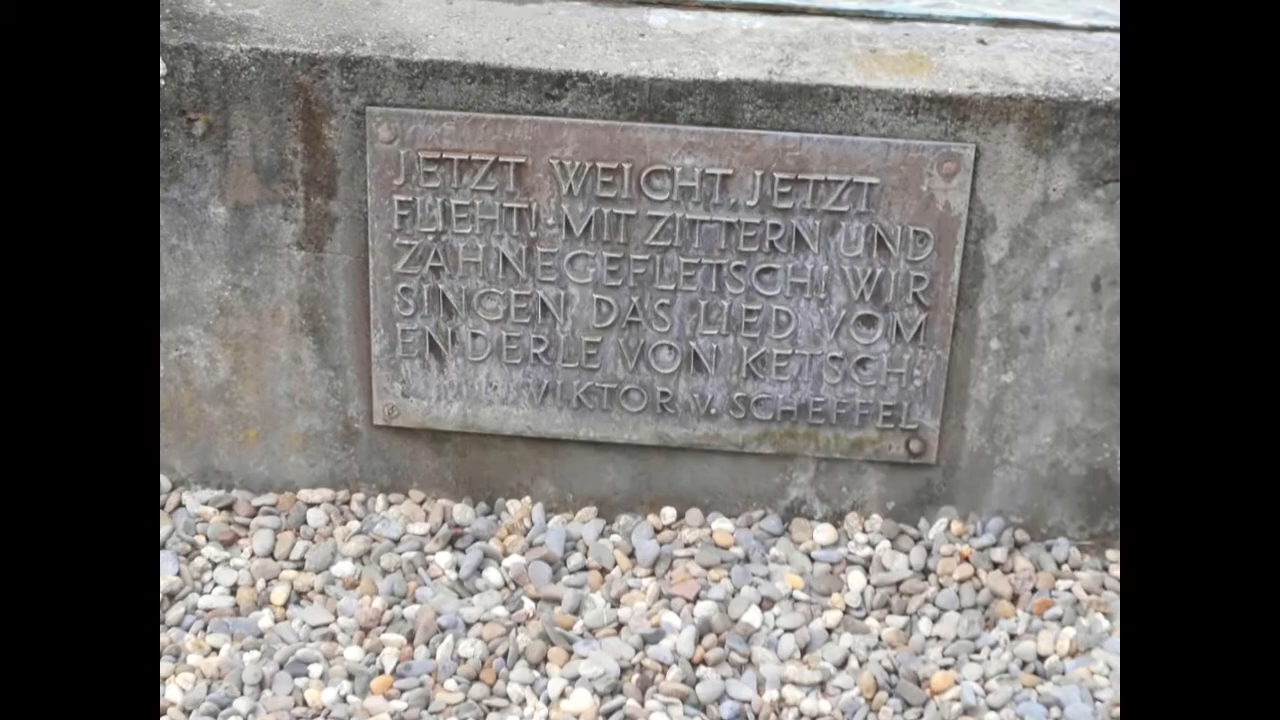 JETZT WEICHT, JETZT
FLIEHT! MIT ZITTERN UND
ZÄHNEGEFLETSCH! WIR
SINGEN DAS LIED VOM
ENDERLE VON KETSCH!
VIKTOR V. SCHEFFEL